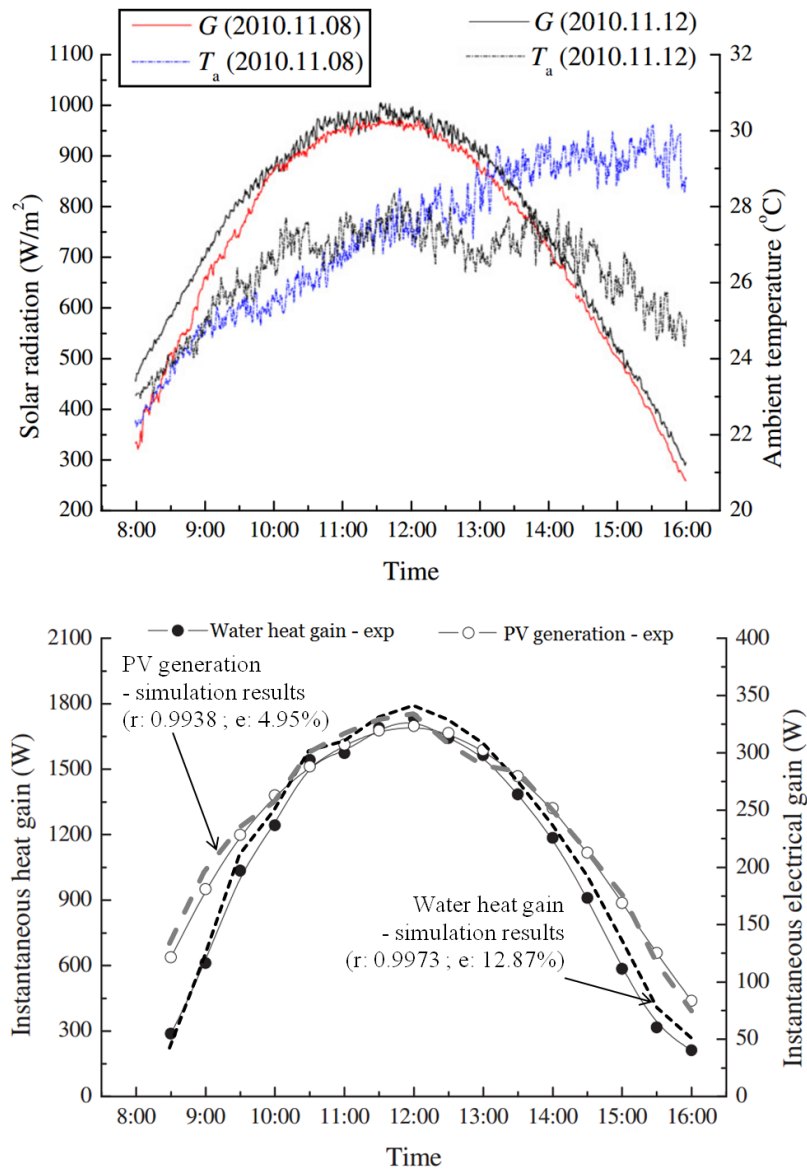 G (2010.11.08)
T_a (2010.11.08)
G (2010.11.12)
T_a (2010.11.12)
Solar radiation (W/m²)
1100
1000
900
800
700
600
500
400
300
200
32
30
28
26
24
22
20
Ambient temperature (°C)
8:00 9:00 10:00 11:00 12:00 13:00 14:00 15:00 16:00
Time
Water heat gain - exp
PV generation - exp
Instantaneous heat gain (W)
2100
1800
1500
1200
900
600
300
0
PV generation
- simulation results
(r: 0.9938 ; e: 4.95%)
Water heat gain
- simulation results
(r: 0.9973 ; e: 12.87%)
400
350
300
250
200
150
100
50
0
Instantaneous electrical gain (W)
8:00 9:00 10:00 11:00 12:00 13:00 14:00 15:00 16:00
Time